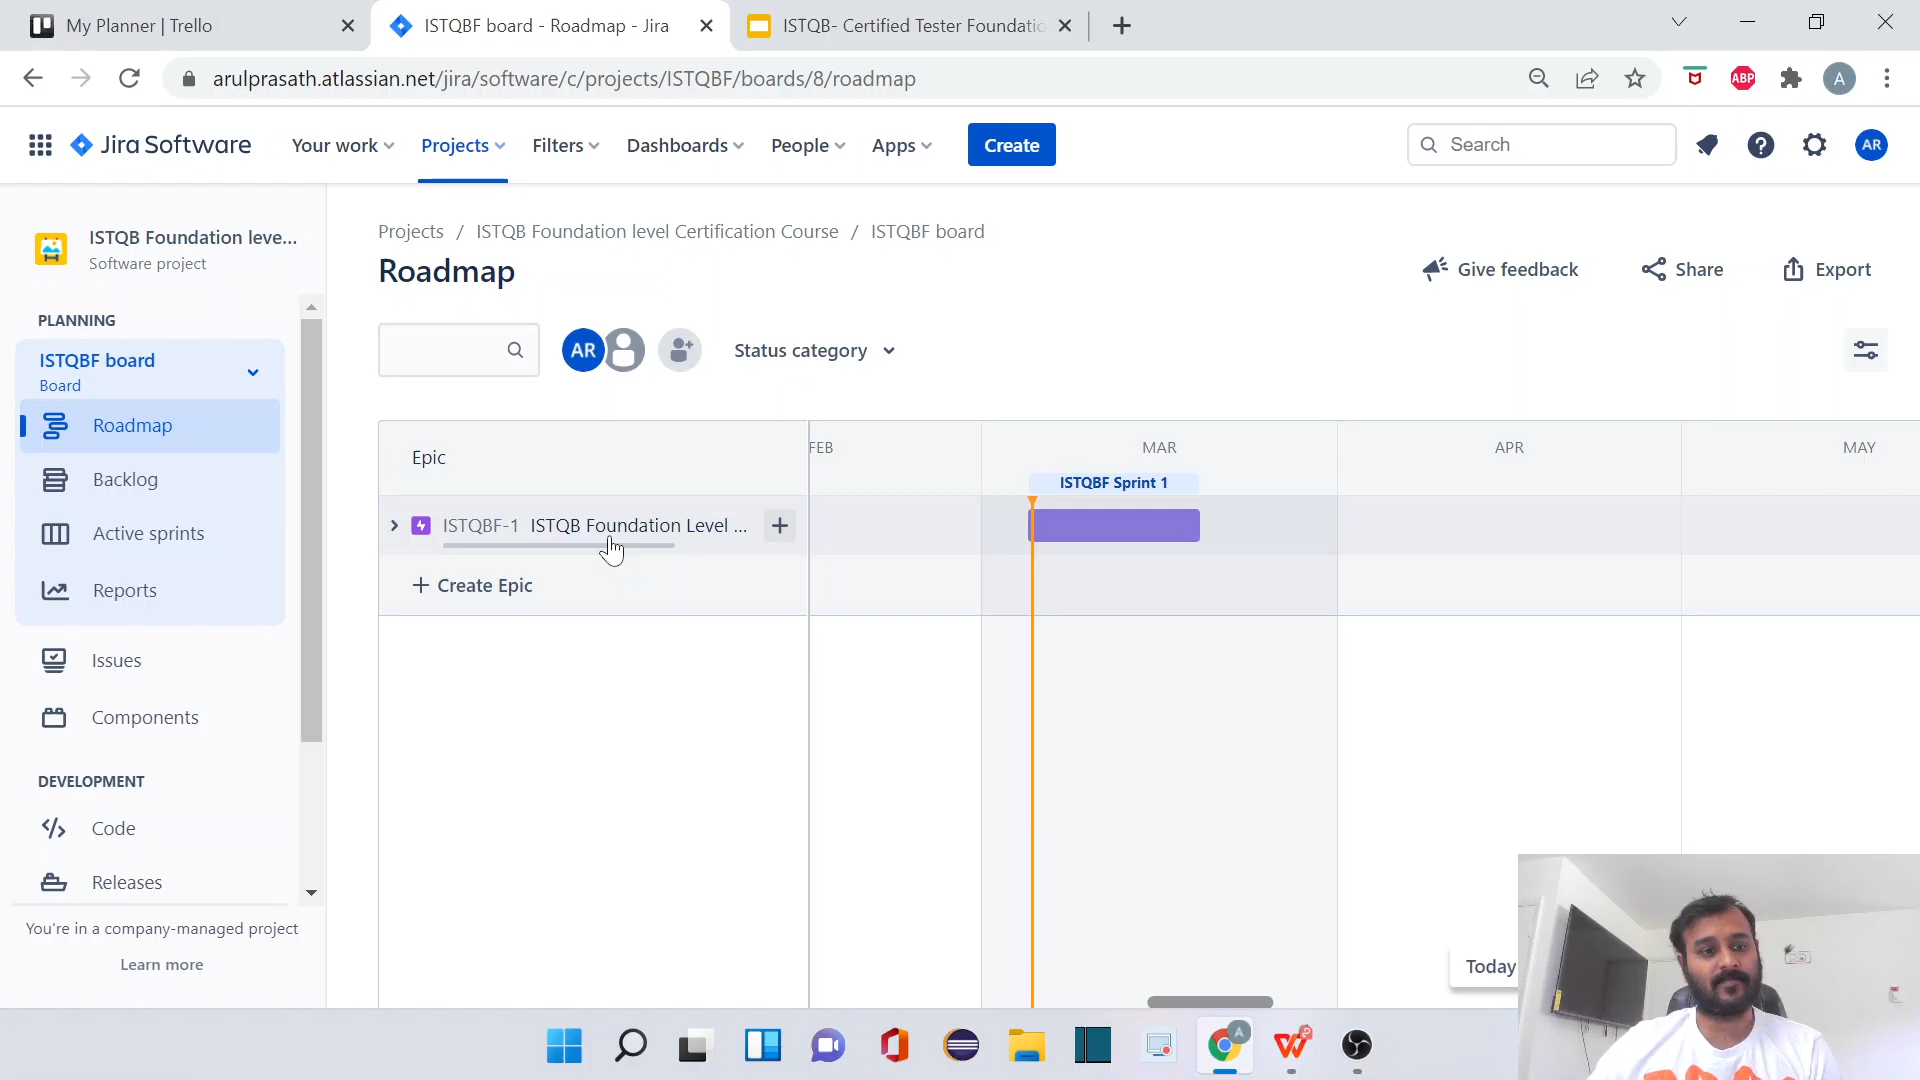 My Planner | Trello
ISTQBF board - Roadmap - Jira
ISTQB- Certified Tester Foundatio
arulprasath.atlassian.net/jira/software/c/projects/ISTQBF/boards/8/roadmap
ABP
A
Jira Software
Your work
Projects
Filters
Dashboards
People
Apps
Create
Search
AR
ISTQB Foundation leve...
Software project
PLANNING
ISTQBF board
Board
Roadmap
Backlog
Active sprints
Reports
Issues
Components
DEVELOPMENT
Code
Releases
You're in a company-managed project
Learn more
Projects / ISTQB Foundation level Certification Course / ISTQBF board
Roadmap
Give feedback
Share
Export
AR
Status category
Epic
FEB
MAR
APR
MAY
ISTQBF Sprint 1
ISTQBF-1 ISTQB Foundation Level ...
+ Create Epic
Today
A